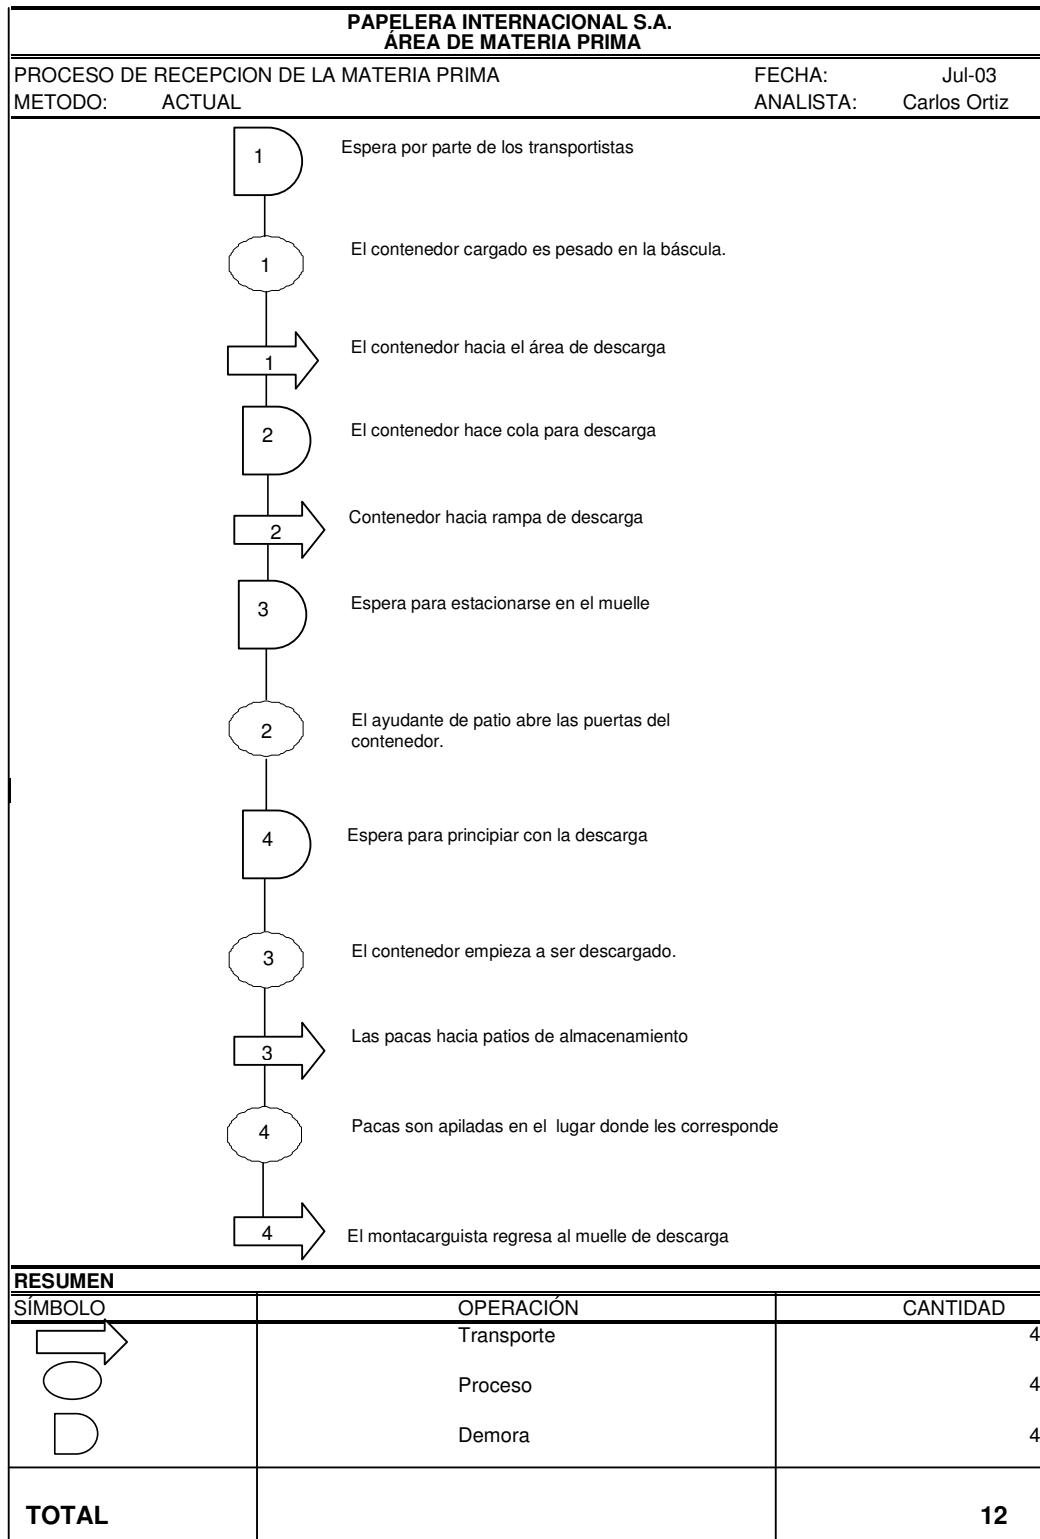 PAPELERA INTERNACIONAL S.A.
ÁREA DE MATERIA PRIMA
PROCESO DE RECEPCION DE LA MATERIA PRIMA FECHA: Jul-03
METODO: ACTUAL ANALISTA: Carlos Ortiz
1 Espera por parte de los transportistas
1 El contenedor cargado es pesado en la báscula.
1 El contenedor hacia el área de descarga
2 El contenedor hace cola para descarga
2 Contenedor hacia rampa de descarga
3 Espera para estacionarse en el muelle
2 El ayudante de patio abre las puertas del
contenedor.
4 Espera para principiar con la descarga
3 El contenedor empieza a ser descargado.
3 Las pacas hacia patios de almacenamiento
4 Pacas son apiladas en el lugar donde les corresponde
4 El montacarguista regresa al muelle de descarga
RESUMEN
SÍMBOLO OPERACIÓN CANTIDAD
Transporte 4
Proceso 4
Demora 4
TOTAL 12